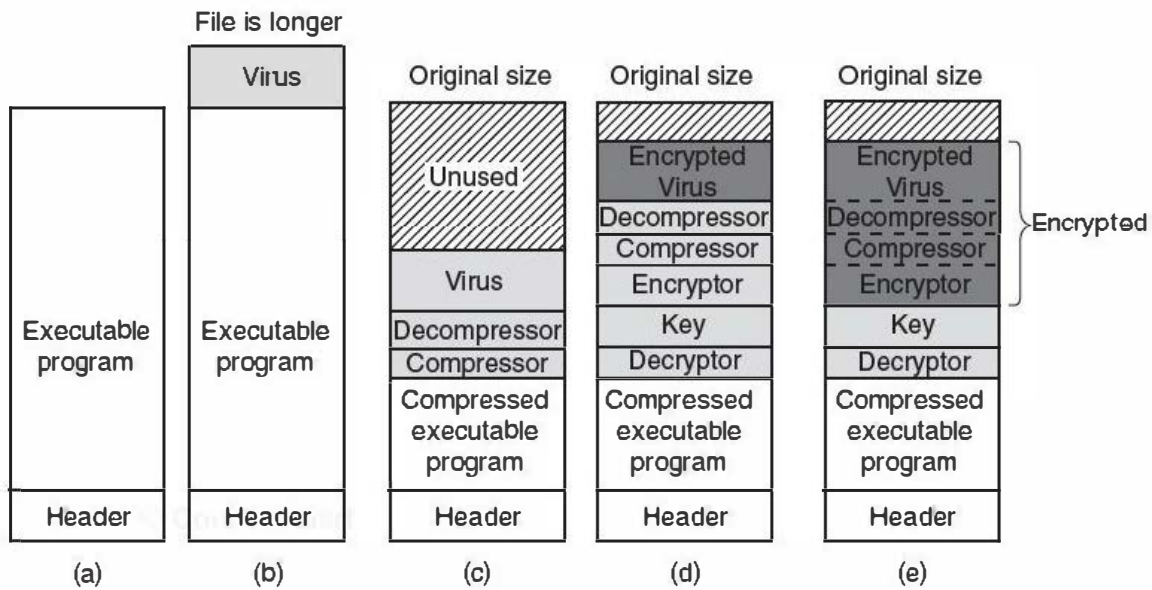 File is longer
Virus
Executable
program
Header
(b)
Executable
program
Header
(a)
Original size
Unused
Virus
Decompressor
Compressor
Compressed
executable
program
Header
(c)
Original size
Encrypted
Virus
Decompressor
Compressor
Encryptor
Key
Decryptor
Compressed
executable
program
Header
(d)
Original size
Encrypted
Virus
Decompressor
Compressor
Encryptor
Key
Decryptor
Compressed
executable
program
Header
(e)
Encrypted